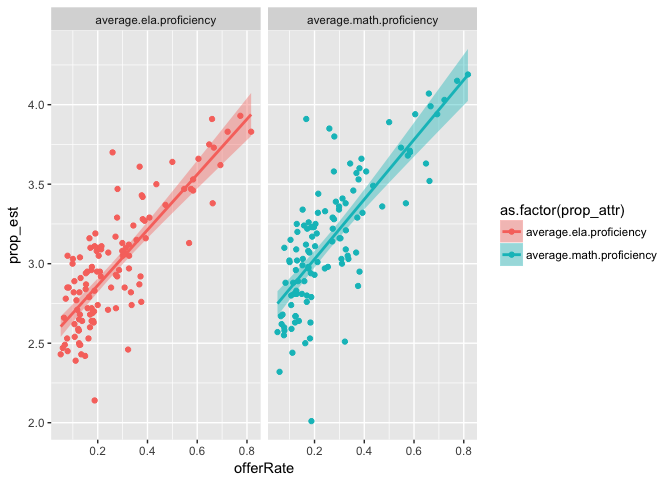 average.ela.proficiency average.math.proficiency
4.0
3.5
3.0
2.5
2.0
prop_est
0.2 0.4 0.6 0.8 0.2 0.4 0.6 0.8
offerRate
as.factor(prop_attr)
average.ela.proficiency
average.math.proficiency